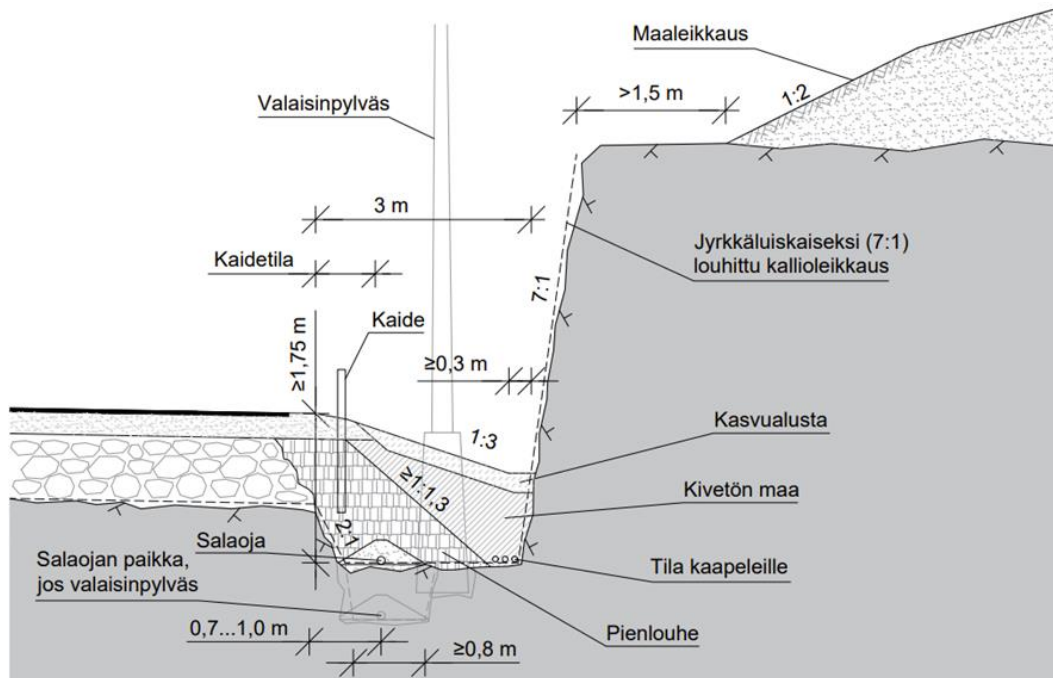 Maaleikkaus
Valaisinpylväs
>1,5 m
1:2
3 m
Kaidetila
Jyrkkäluiskaiseksi (7:1)
louhittu kallioleikkaus
7:1
Kaide
≥1,75 m
≥0,3 m
Kasvualusta
1:3
≥1:1,3
Kivetön maa
2:1
Salaoja
Salaojan paikka,
jos valaisinpylväs
Tila kaapeleille
0,7...1,0 m
Pienlouhe
≥0,8 m